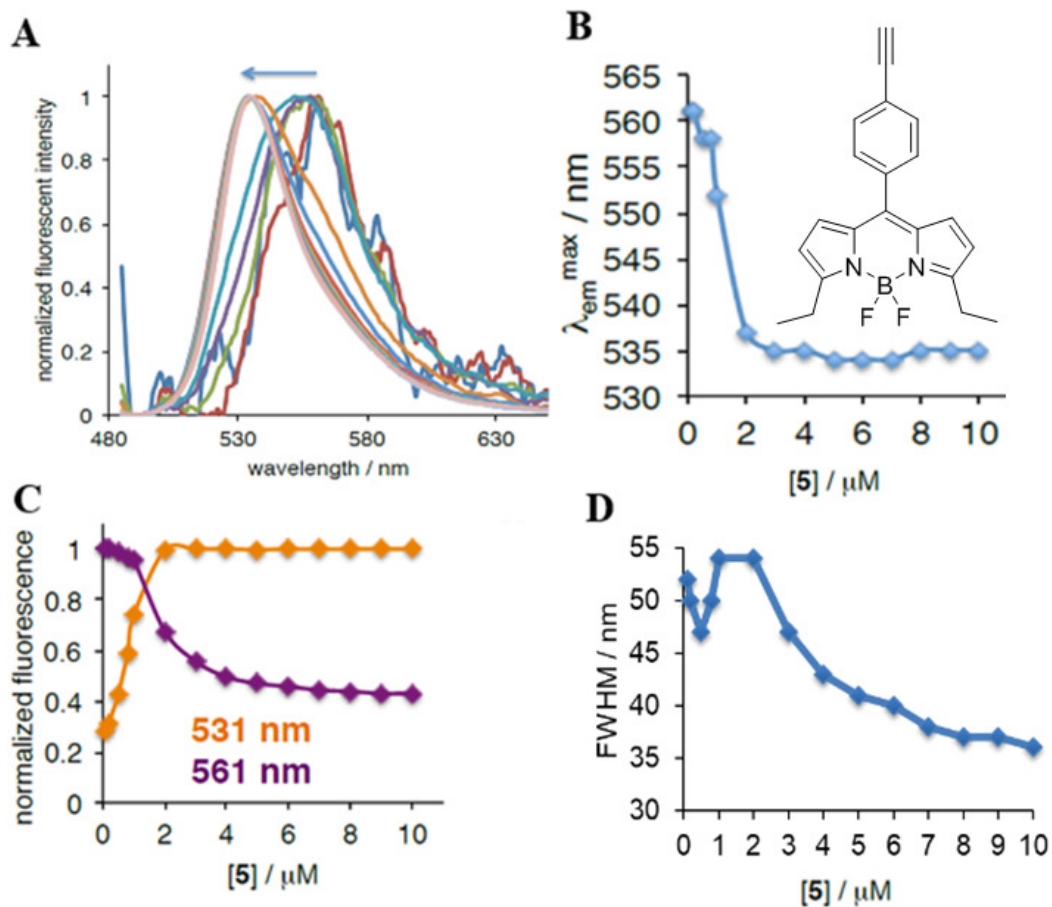 A
normalized fluorescent intensity
1
0.8
0.6
0.4
0.2
0
480
530
580
630
wavelength / nm
B
λem max / nm
565
560
555
550
545
540
535
530
0
2
4
6
8
10
[5] / μM
N
N
B
F
F
C
normalized fluorescence
1
0.8
0.6
0.4
0.2
0
531 nm
561 nm
0
2
4
6
8
10
[5] / μM
D
FWHM / nm
55
50
45
40
35
30
0 1 2 3 4 5 6 7 8 9 10
[5] / μM